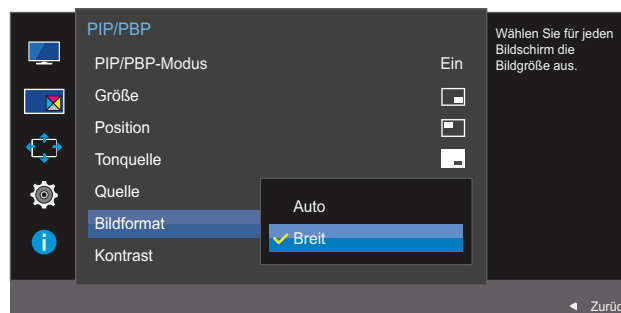 PIP/PBP
PIP/PBP-Modus Ein
Größe
Position
Tonquelle
Quelle
Bildformat
Kontrast
Auto
Breit
Wählen Sie für jeden
Bildschirm die
Bildgröße aus.
Zurüc